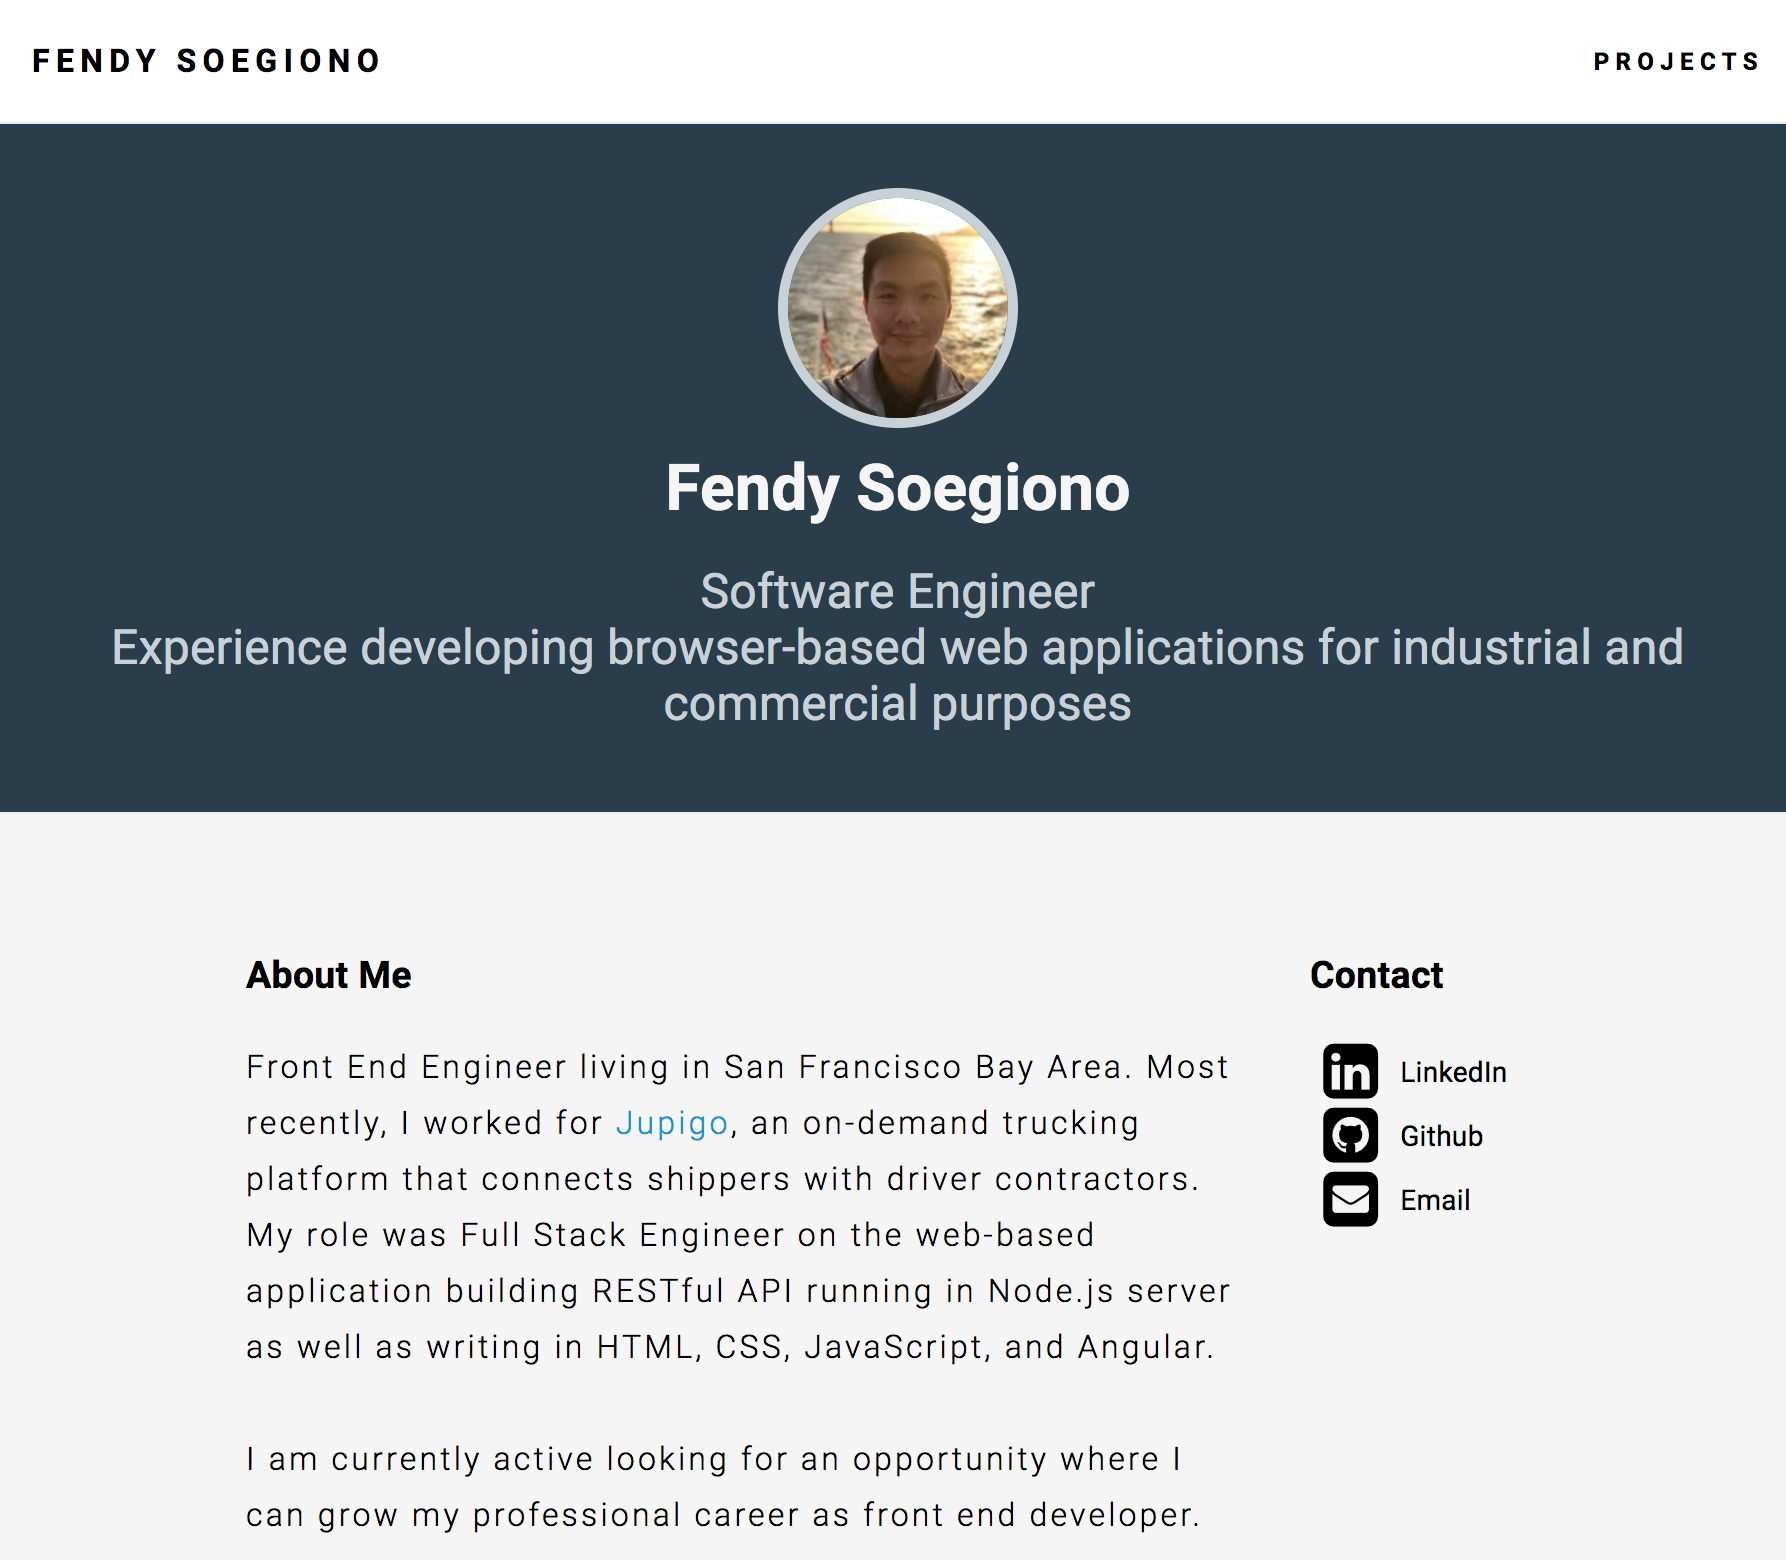 FENDY SOEGIONO
PROJECTS
Fendy Soegiono
Software Engineer
Experience developing browser-based web applications for industrial and
commercial purposes
About Me
Front End Engineer living in San Francisco Bay Area. Most
recently, I worked for Jupigo, an on-demand trucking
platform that connects shippers with driver contractors.
My role was Full Stack Engineer on the web-based
application building RESTful API running in Node.js server
as well as writing in HTML, CSS, JavaScript, and Angular.
I am currently active looking for an opportunity where I
can grow my professional career as front end developer.
Contact
in
LinkedIn
Github
Email